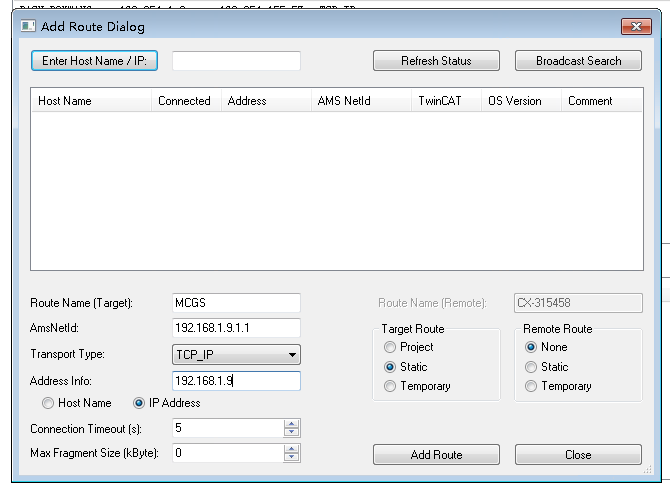 Add Route Dialog
Enter Host Name / IP:
Refresh Status
Broadcast Search
Host Name Connected Address AMS NetId TwinCAT OS Version Comment
Route Name (Target): MCGS Route Name (Remote): CX-315458
AmsNetId: 192.168.1.9.1.1 Target Route Remote Route
Project None
Transport Type: TCP_IP Static Static
Address Info: 192.168.1.9 Temporary Temporary
Host Name IP Address
Connection Timeout (s): 5
Max Fragment Size (kByte): 0 Add Route Close